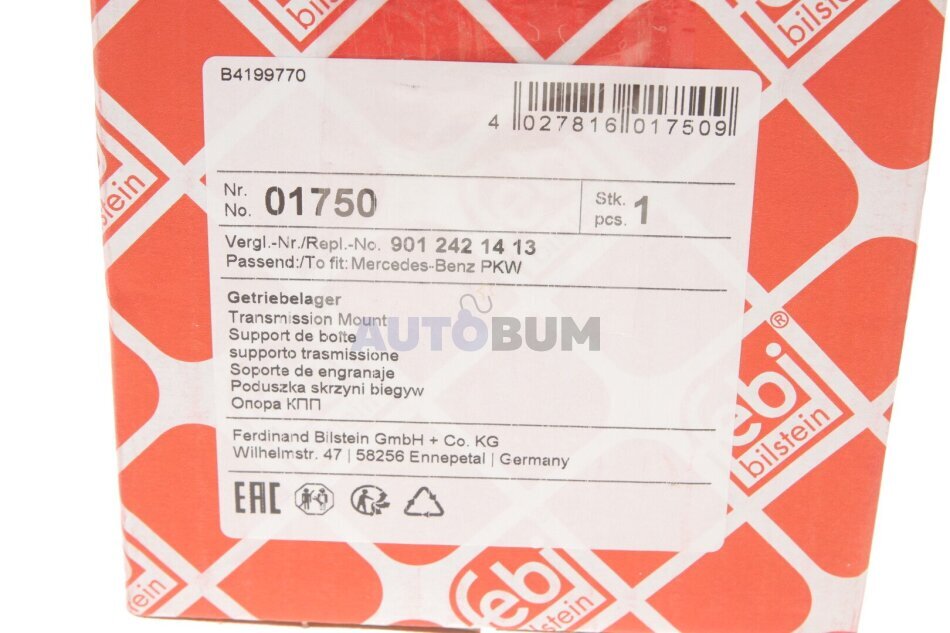 bilstein
B4199770
4 027816 017509
Nr.
No. 01750
Stk.
pcs. 1
Vergl.-Nr./Repl.-No. 901 242 14 13
Passend:/To fit: Mercedes-Benz PKW
Getriebelager
Transmission Mount
Support de boîte
supporto trasmissione
Soporte de engranaje
Poduszka skrzyni biegyw
Опора КПП
AUTOBUM
Ferdinand Bilstein GmbH + Co. KG
Wilhelmstr. 47 | 58256 Ennepetal | Germany
EAC
febi®
bilstein
febi
bilstein